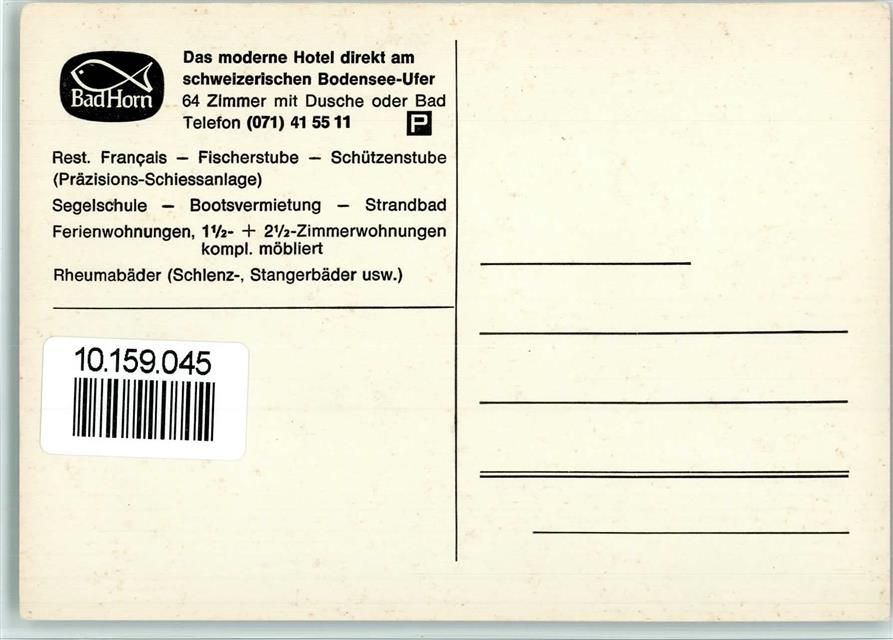 Bad Horn
Das moderne Hotel direkt am
schweizerischen Bodensee-Ufer
64 Zimmer mit Dusche oder Bad
Telefon (071) 41 55 11 P
Rest. Français – Fischerstube – Schützenstube
(Präzisions-Schiessanlage)
Segelschule – Bootsvermietung – Strandbad
Ferienwohnungen, 1½- + 2½-Zimmerwohnungen
kompl. möbliert
Rheumabäder (Schlenz-, Stangerbäder usw.)
10.159.045